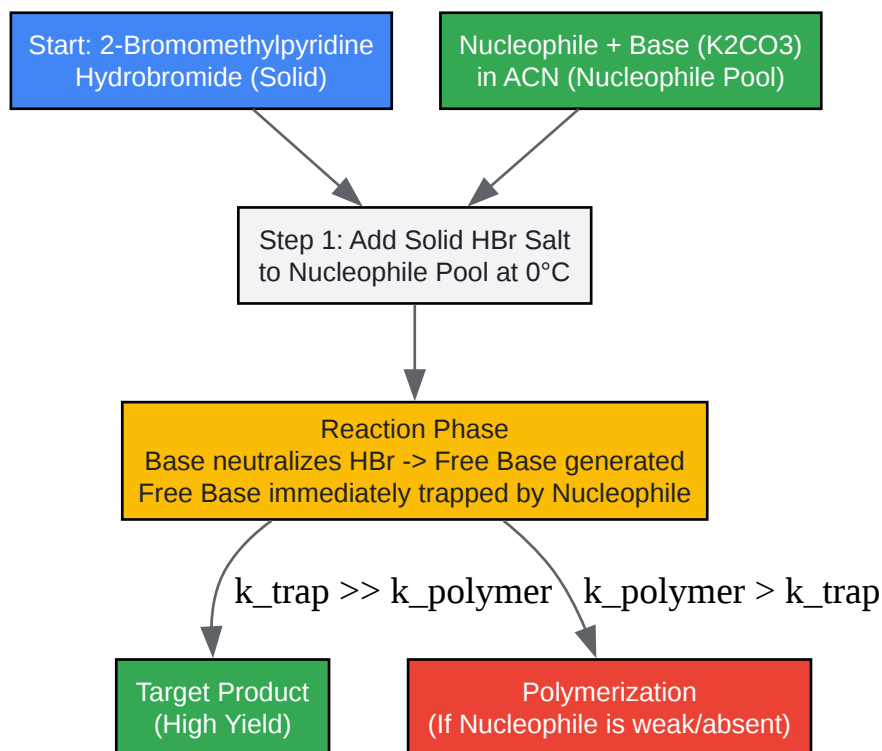 Start: 2-Bromomethylpyridine
Hydrobromide (Solid)
Nucleophile + Base (K2CO3)
in ACN (Nucleophile Pool)
Step 1: Add Solid HBr Salt
to Nucleophile Pool at 0°C
Reaction Phase
Base neutralizes HBr -> Free Base generated
Free Base immediately trapped by Nucleophile
k_trap >> k_polymer
k_polymer > k_trap
Target Product
(High Yield)
Polymerization
(If Nucleophile is weak/absent)